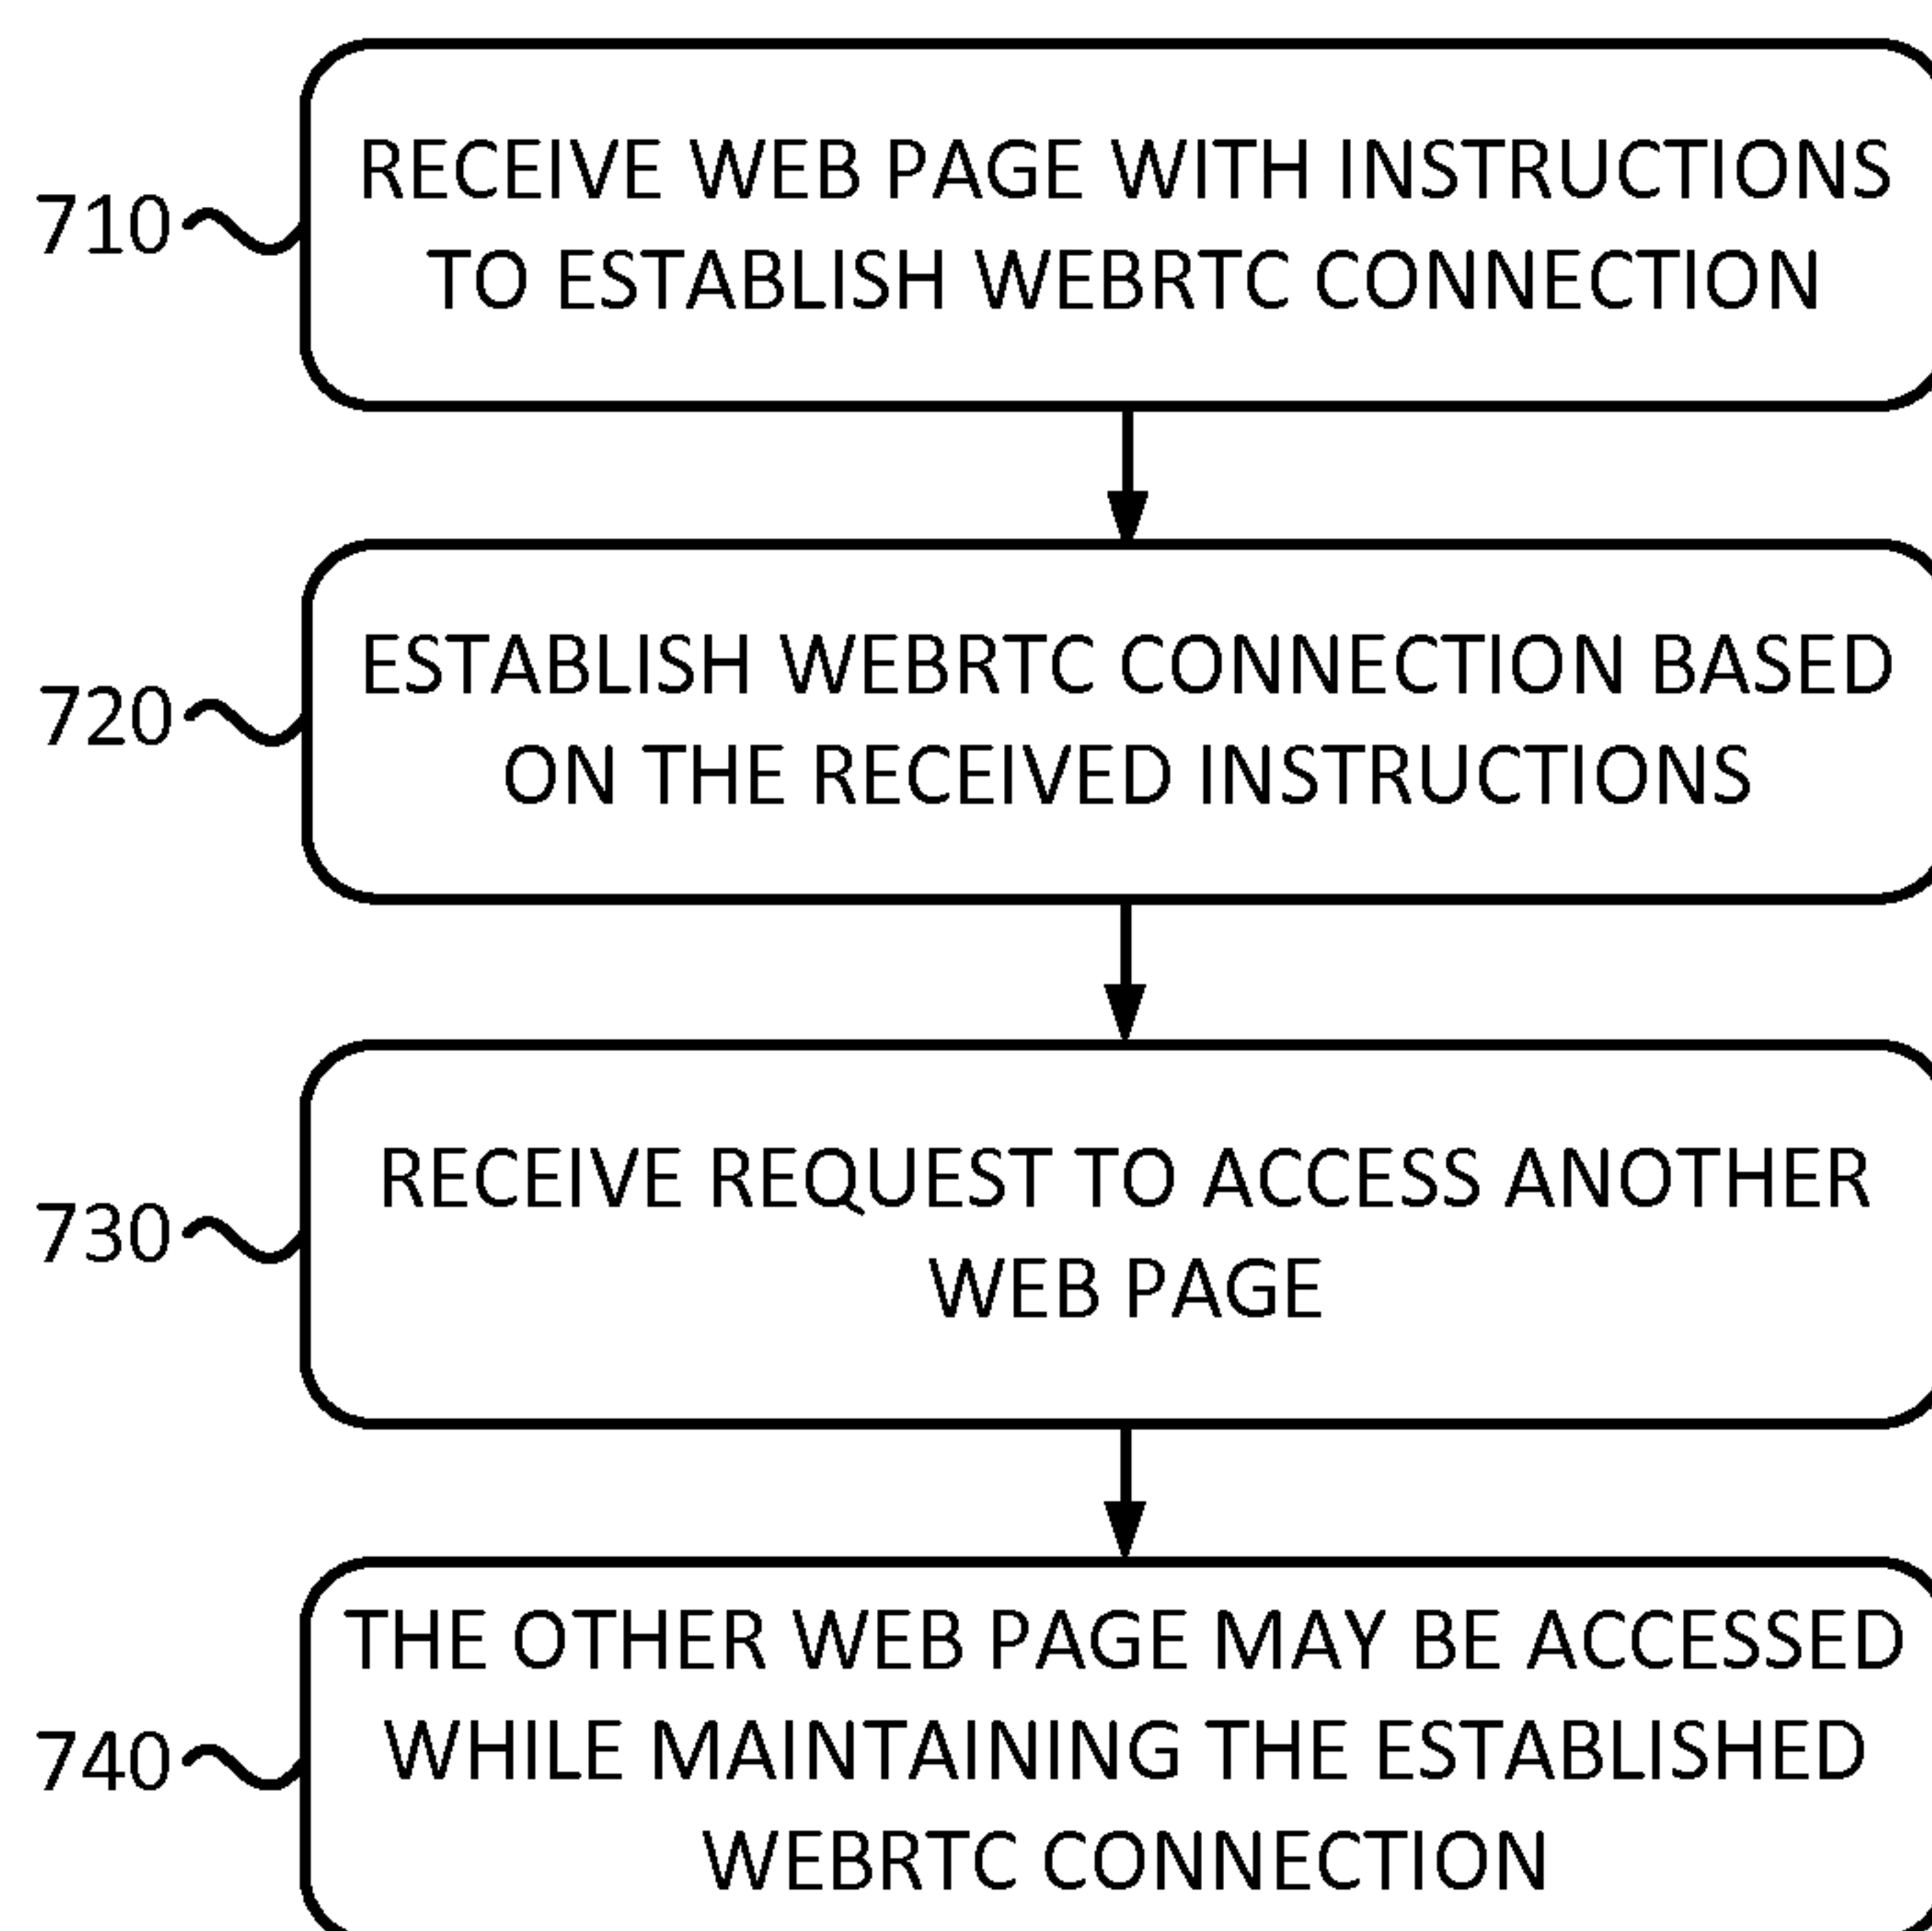 RECEIVE WEB PAGE WITH INSTRUCTIONS
TO ESTABLISH WEBRTC CONNECTION
710
ESTABLISH WEBRTC CONNECTION BASED
ON THE RECEIVED INSTRUCTIONS
720
RECEIVE REQUEST TO ACCESS ANOTHER
WEB PAGE
730
THE OTHER WEB PAGE MAY BE ACCESSED
WHILE MAINTAINING THE ESTABLISHED
WEBRTC CONNECTION
740